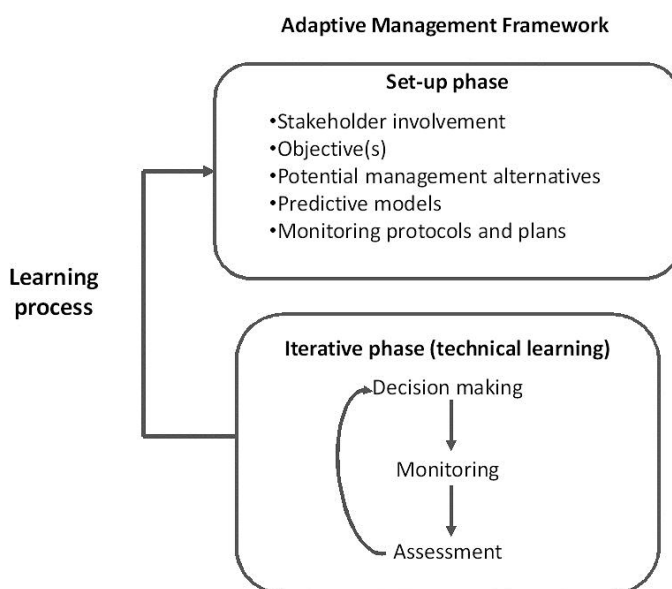 Adaptive Management Framework
Set-up phase
•Stakeholder involvement
•Objective(s)
•Potential management alternatives
•Predictive models
•Monitoring protocols and plans
Learning
process
Iterative phase (technical learning)
Decision making
Monitoring
Assessment